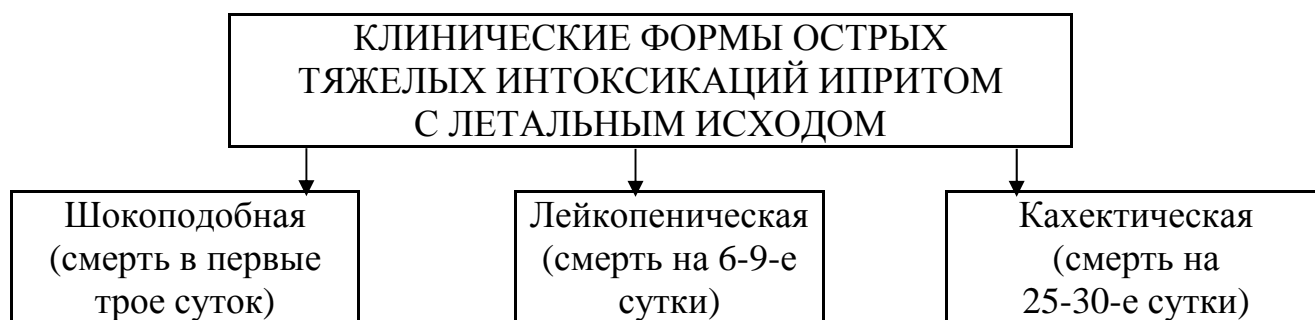 КЛИНИЧЕСКИЕ ФОРМЫ ОСТРЫХ
ТЯЖЕЛЫХ ИНТОКСИКАЦИЙ ИПРИТОМ
С ЛЕТАЛЬНЫМ ИСХОДОМ
Шокоподобная
(смерть в первые
трое суток)
Лейкопеническая
(смерть на 6-9-е
сутки)
Кахектическая
(смерть на
25-30-е сутки)